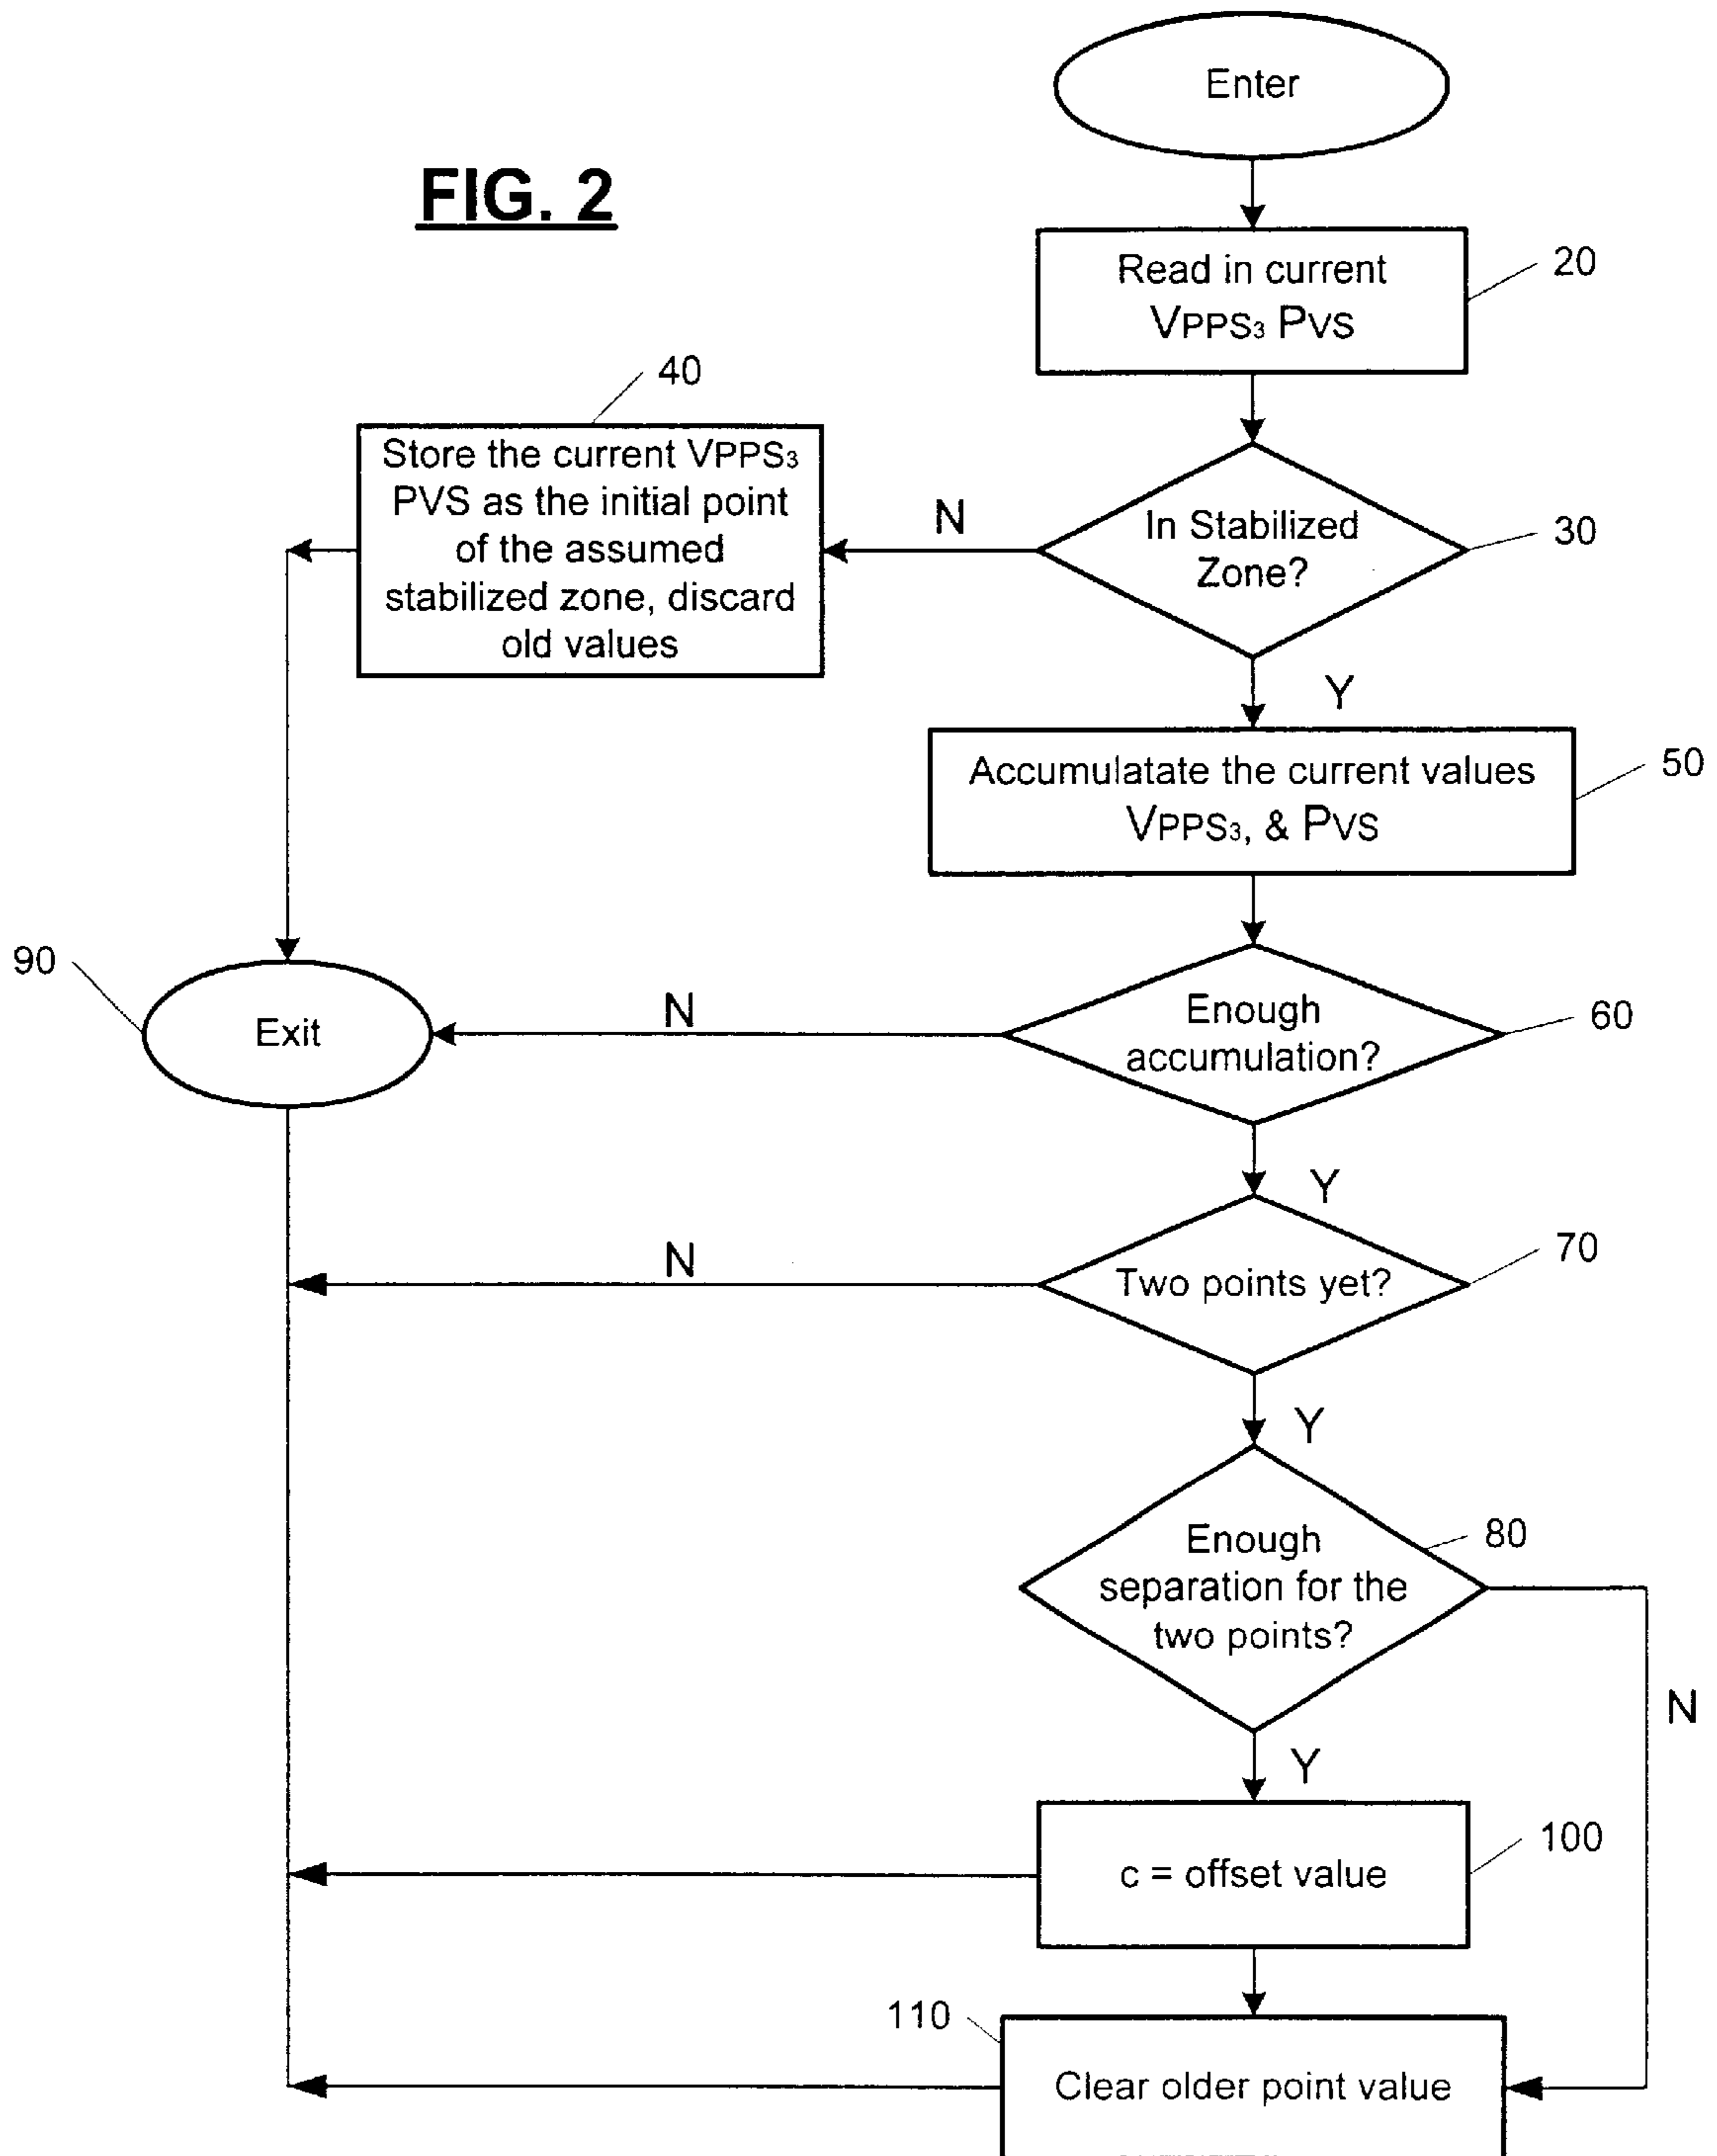 Enter
FIG. 2
Read in current
VPPS3 PVS
20
40
Store the current VPPS3
PVS as the initial point
of the assumed
stabilized zone, discard
old values
N
In Stabilized
Zone?
30
Y
Accumulatate the current values
VPPS3, & PVS
50
90
Exit
N
Enough
accumulation?
60
Y
N
Two points yet?
70
Y
Enough
separation for the
two points?
80
N
Y
c = offset value
100
110
Clear older point value